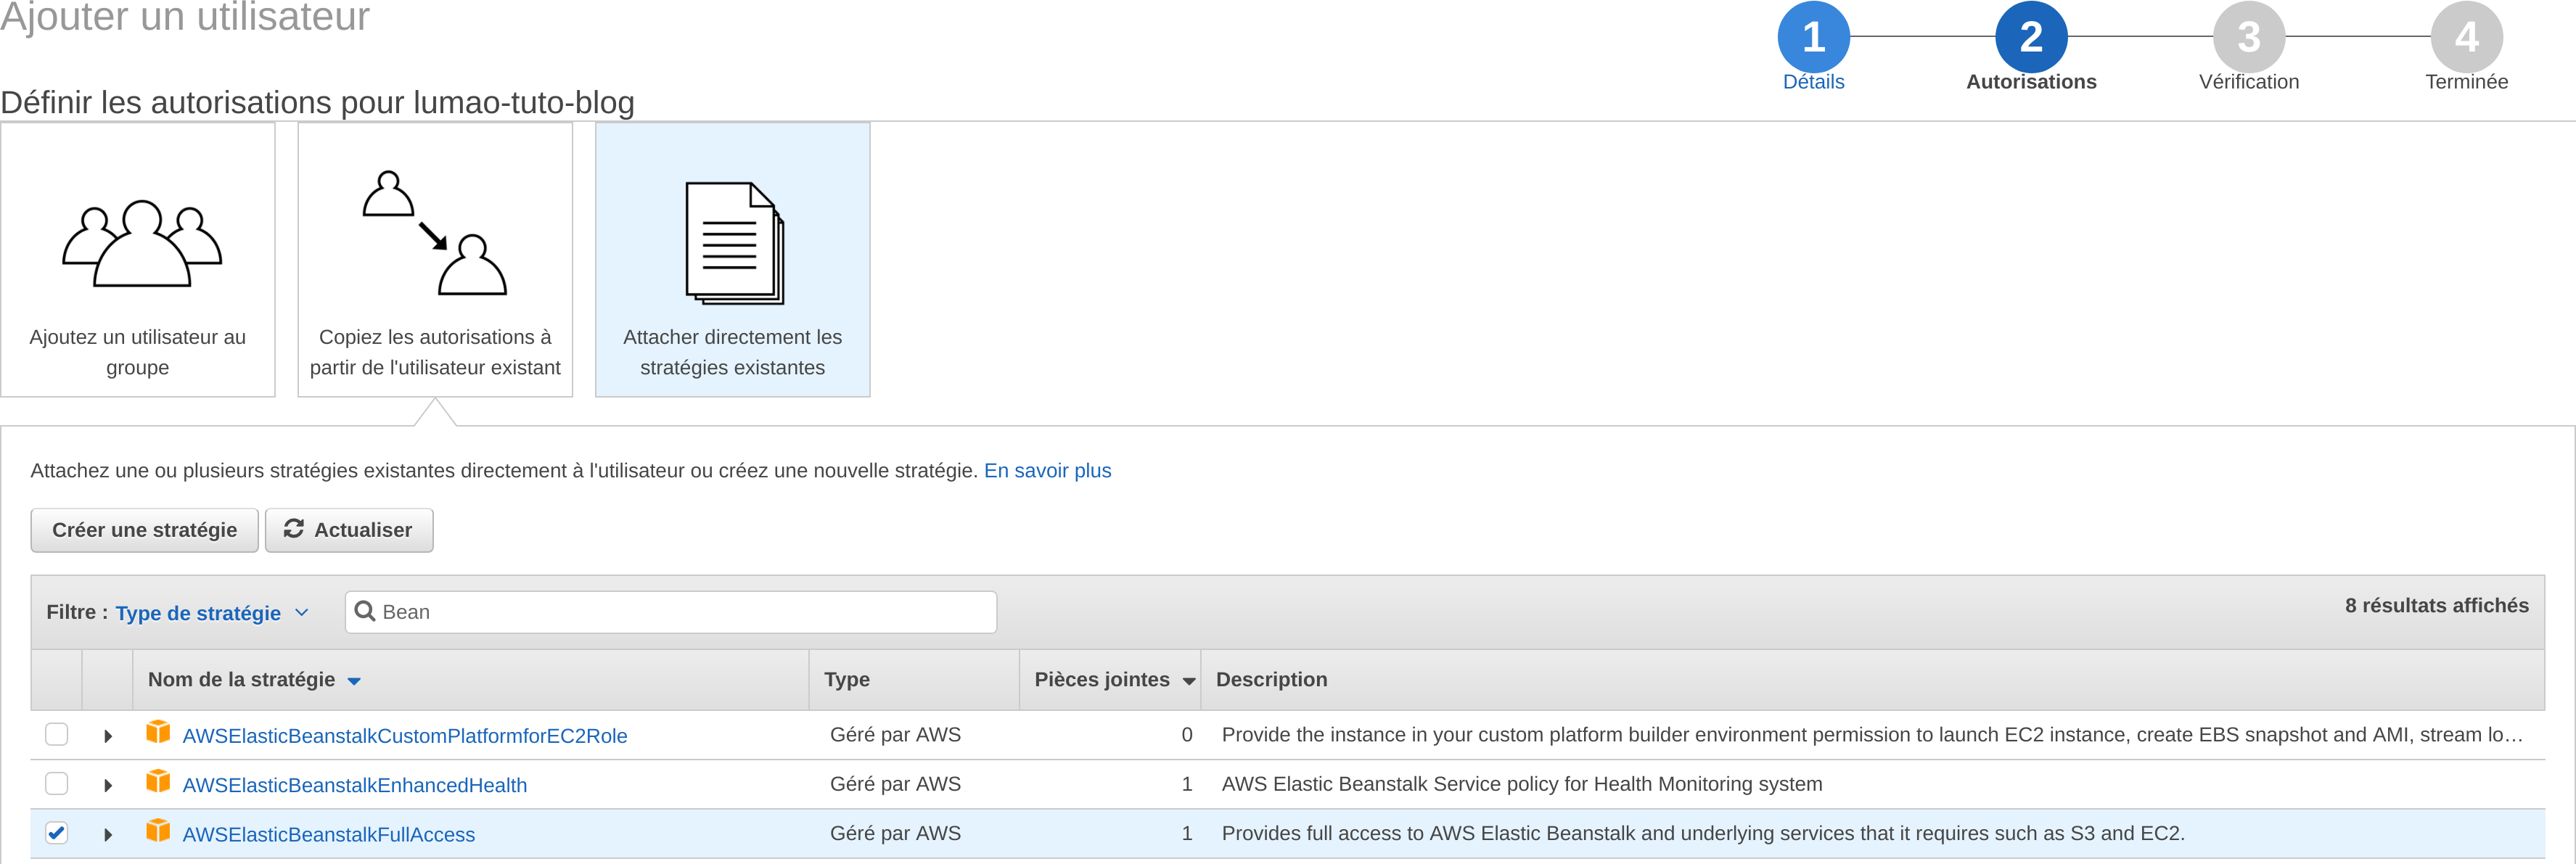 Ajouter un utilisateur
1
2
3
4
Détails
Autorisations
Vérification
Terminée
Définir les autorisations pour lumao-tuto-blog
Ajoutez un utilisateur au
groupe
Copiez les autorisations à
partir de l'utilisateur existant
Attacher directement les
stratégies existantes
Attachez une ou plusieurs stratégies existantes directement à l'utilisateur ou créez une nouvelle stratégie. En savoir plus
Créer une stratégie
Actualiser
Filtre : Type de stratégie
Bean
8 résultats affichés
Nom de la stratégie
Type
Pièces jointes
Description
AWSElasticBeanstalkCustomPlatformforEC2Role Géré par AWS 0 Provide the instance in your custom platform builder environment permission to launch EC2 instance, create EBS snapshot and AMI, stream lo…
AWSElasticBeanstalkEnhancedHealth Géré par AWS 1 AWS Elastic Beanstalk Service policy for Health Monitoring system
AWSElasticBeanstalkFullAccess Géré par AWS 1 Provides full access to AWS Elastic Beanstalk and underlying services that it requires such as S3 and EC2.